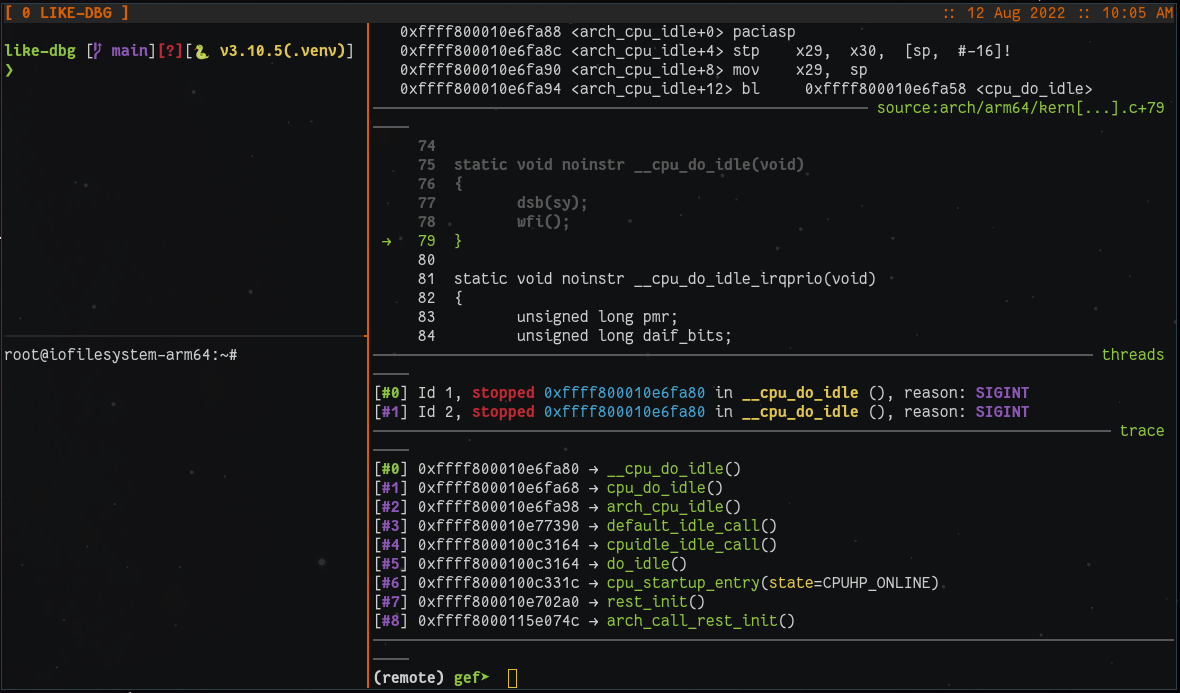 [ 0 LIKE-DBG ]
:: 12 Aug 2022 :: 10:05 AM
like-dbg [ main][?][🐍 v3.10.5(.venv)]
❯
root@iofilesystem-arm64:~#
0xffff800010e6fa88 <arch_cpu_idle+0> paciasp
0xffff800010e6fa8c <arch_cpu_idle+4> stp    x29, x30, [sp, #-16]!
0xffff800010e6fa90 <arch_cpu_idle+8> mov    x29, sp
0xffff800010e6fa94 <arch_cpu_idle+12> bl     0xffff800010e6fa58 <cpu_do_idle>
source:arch/arm64/kern[...].c+79
74
75  static void noinstr __cpu_do_idle(void)
76  {
77         dsb(sy);
78         wfi();
→ 79  }
80
81  static void noinstr __cpu_do_idle_irqprio(void)
82  {
83         unsigned long pmr;
84         unsigned long daif_bits;
threads
[#0] Id 1, stopped 0xffff800010e6fa80 in __cpu_do_idle (), reason: SIGINT
[#1] Id 2, stopped 0xffff800010e6fa80 in __cpu_do_idle (), reason: SIGINT
trace
[#0] 0xffff800010e6fa80 → __cpu_do_idle()
[#1] 0xffff800010e6fa68 → cpu_do_idle()
[#2] 0xffff800010e6fa98 → arch_cpu_idle()
[#3] 0xffff800010e77390 → default_idle_call()
[#4] 0xffff8000100c3164 → cpuidle_idle_call()
[#5] 0xffff8000100c3164 → do_idle()
[#6] 0xffff8000100c331c → cpu_startup_entry(state=CPUHP_ONLINE)
[#7] 0xffff800010e702a0 → rest_init()
[#8] 0xffff8000115e074c → arch_call_rest_init()
(remote) gef➤